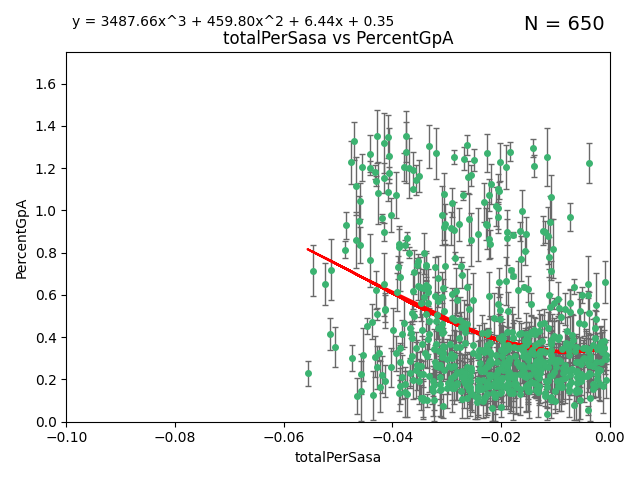 y = 3487.66x^3 + 459.80x^2 + 6.44x + 0.35
N = 650
totalPerSasa vs PercentGpA
PercentGpA
1.6
1.4
1.2
1.0
0.8
0.6
0.4
0.2
0.0
−0.10 −0.08 −0.06 −0.04 −0.02 0.00
totalPerSasa